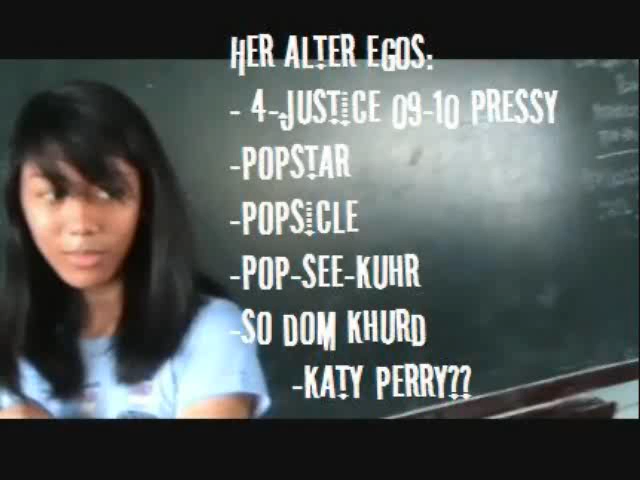 HER ALTER EGOS:
- 4-JUSTICE 09-10 PRESSY
-POPSTAR
-POPSICLE
-POP-SEE-KUHR
-SO DOM KHURD
-KATY PERRY??